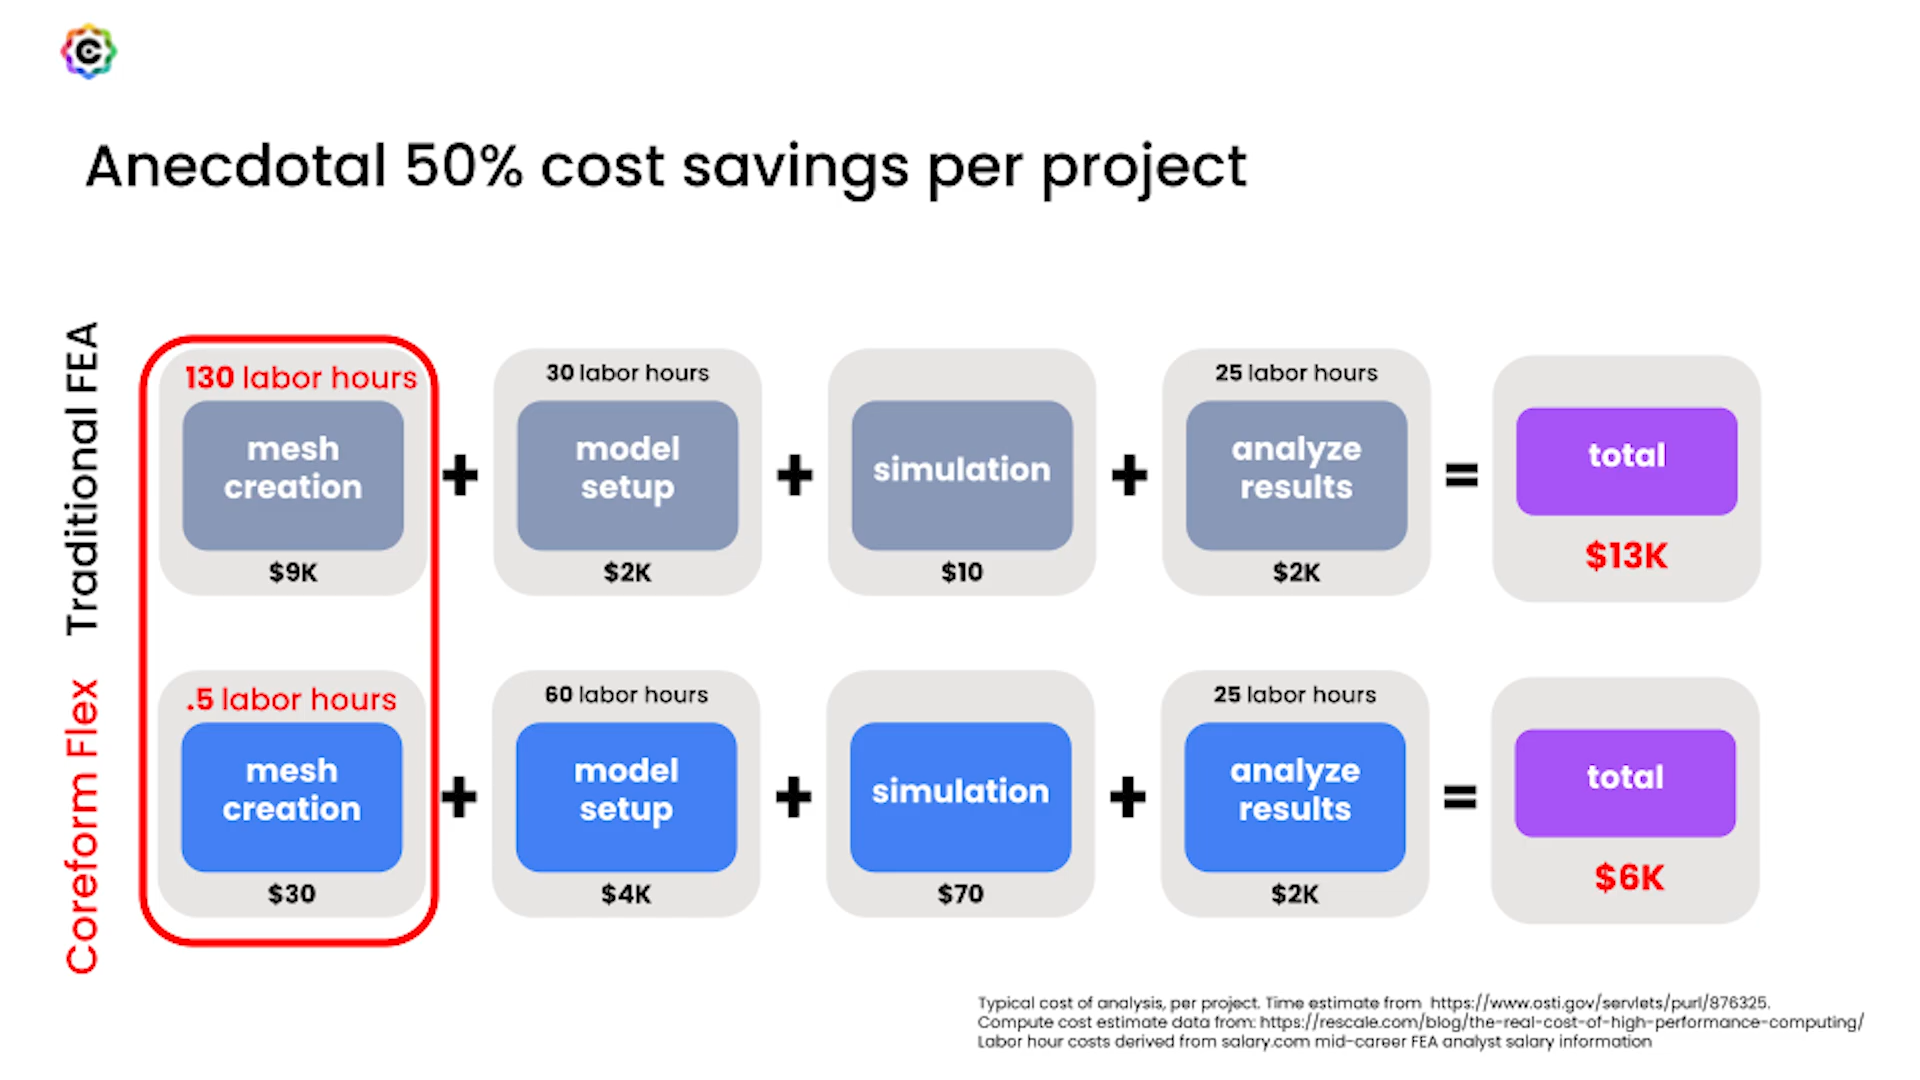 Anecdotal 50% cost savings per project
Traditional FEA
130 labor hours
mesh
creation
$9K
+
30 labor hours
model
setup
$2K
+
simulation
$10
+
25 labor hours
analyze
results
$2K
=
total
$13K
Coreform Flex
.5 labor hours
mesh
creation
$30
+
60 labor hours
model
setup
$4K
+
simulation
$70
+
25 labor hours
analyze
results
$2K
=
total
$6K
Typical cost of analysis, per project. Time estimate from https://www.osti.gov/servlets/purl/876325.
Compute cost estimate data from: https://rescale.com/blog/the-real-cost-of-high-performance-computing/
Labor hour costs derived from salary.com mid-career FEA analyst salary information